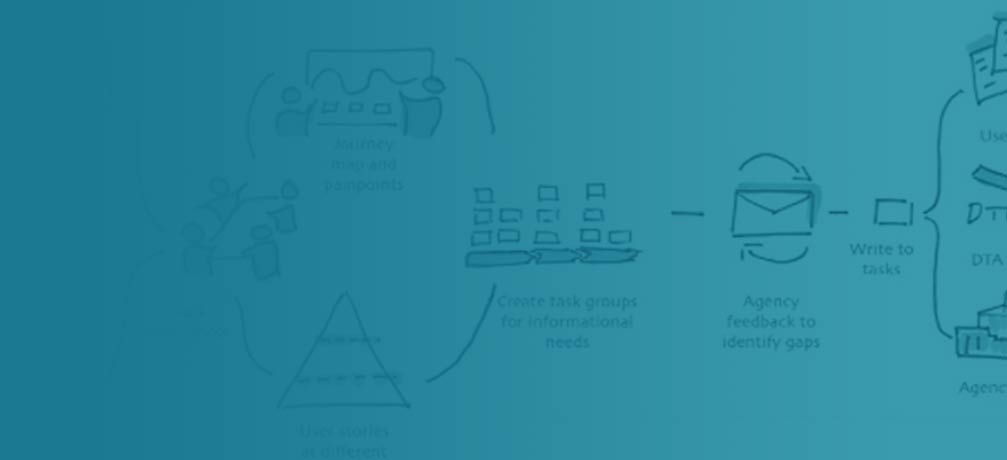 Journey
map and
painpoints
User stories
at different
Create task groups
for informational
needs
Agency
feedback to
identify gaps
Write to
tasks
Use
DT
DTA
Agenc